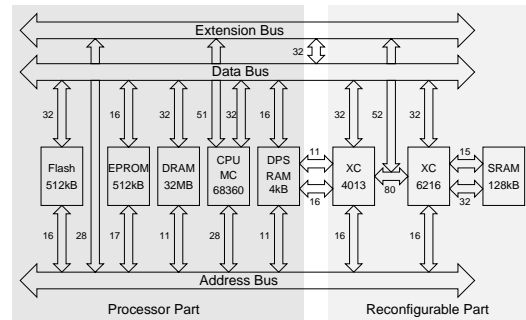 Extension Bus
32
Data Bus
32 16 32 51 32 16 32 52 32
Flash
512kB
EPROM
512kB
DRAM
32MB
CPU
MC
68360
DPS
RAM
4kB
11
16
XC
4013
80
XC
6216
15
32
SRAM
128kB
16 28 17 11 28 11 16 16
Address Bus
Processor Part
Reconfigurable Part